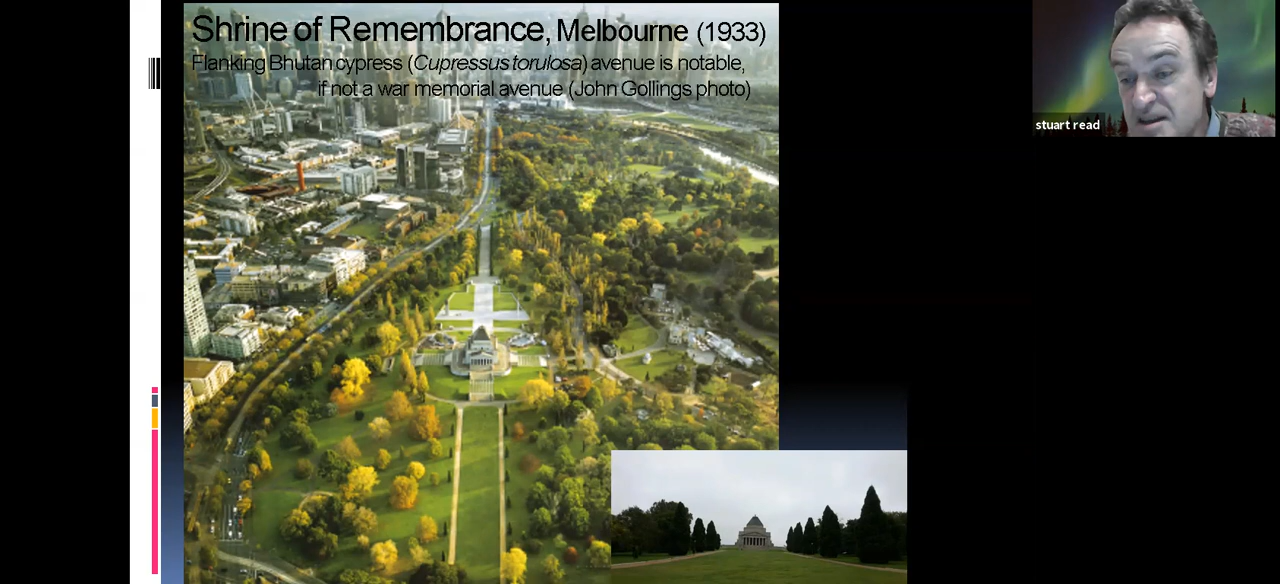 Shrine of Remembrance, Melbourne (1933)
Flanking Bhutan cypress (Cupressus torulosa) avenue is notable,
if not a war memorial avenue (John Gollings photo)
stuart read